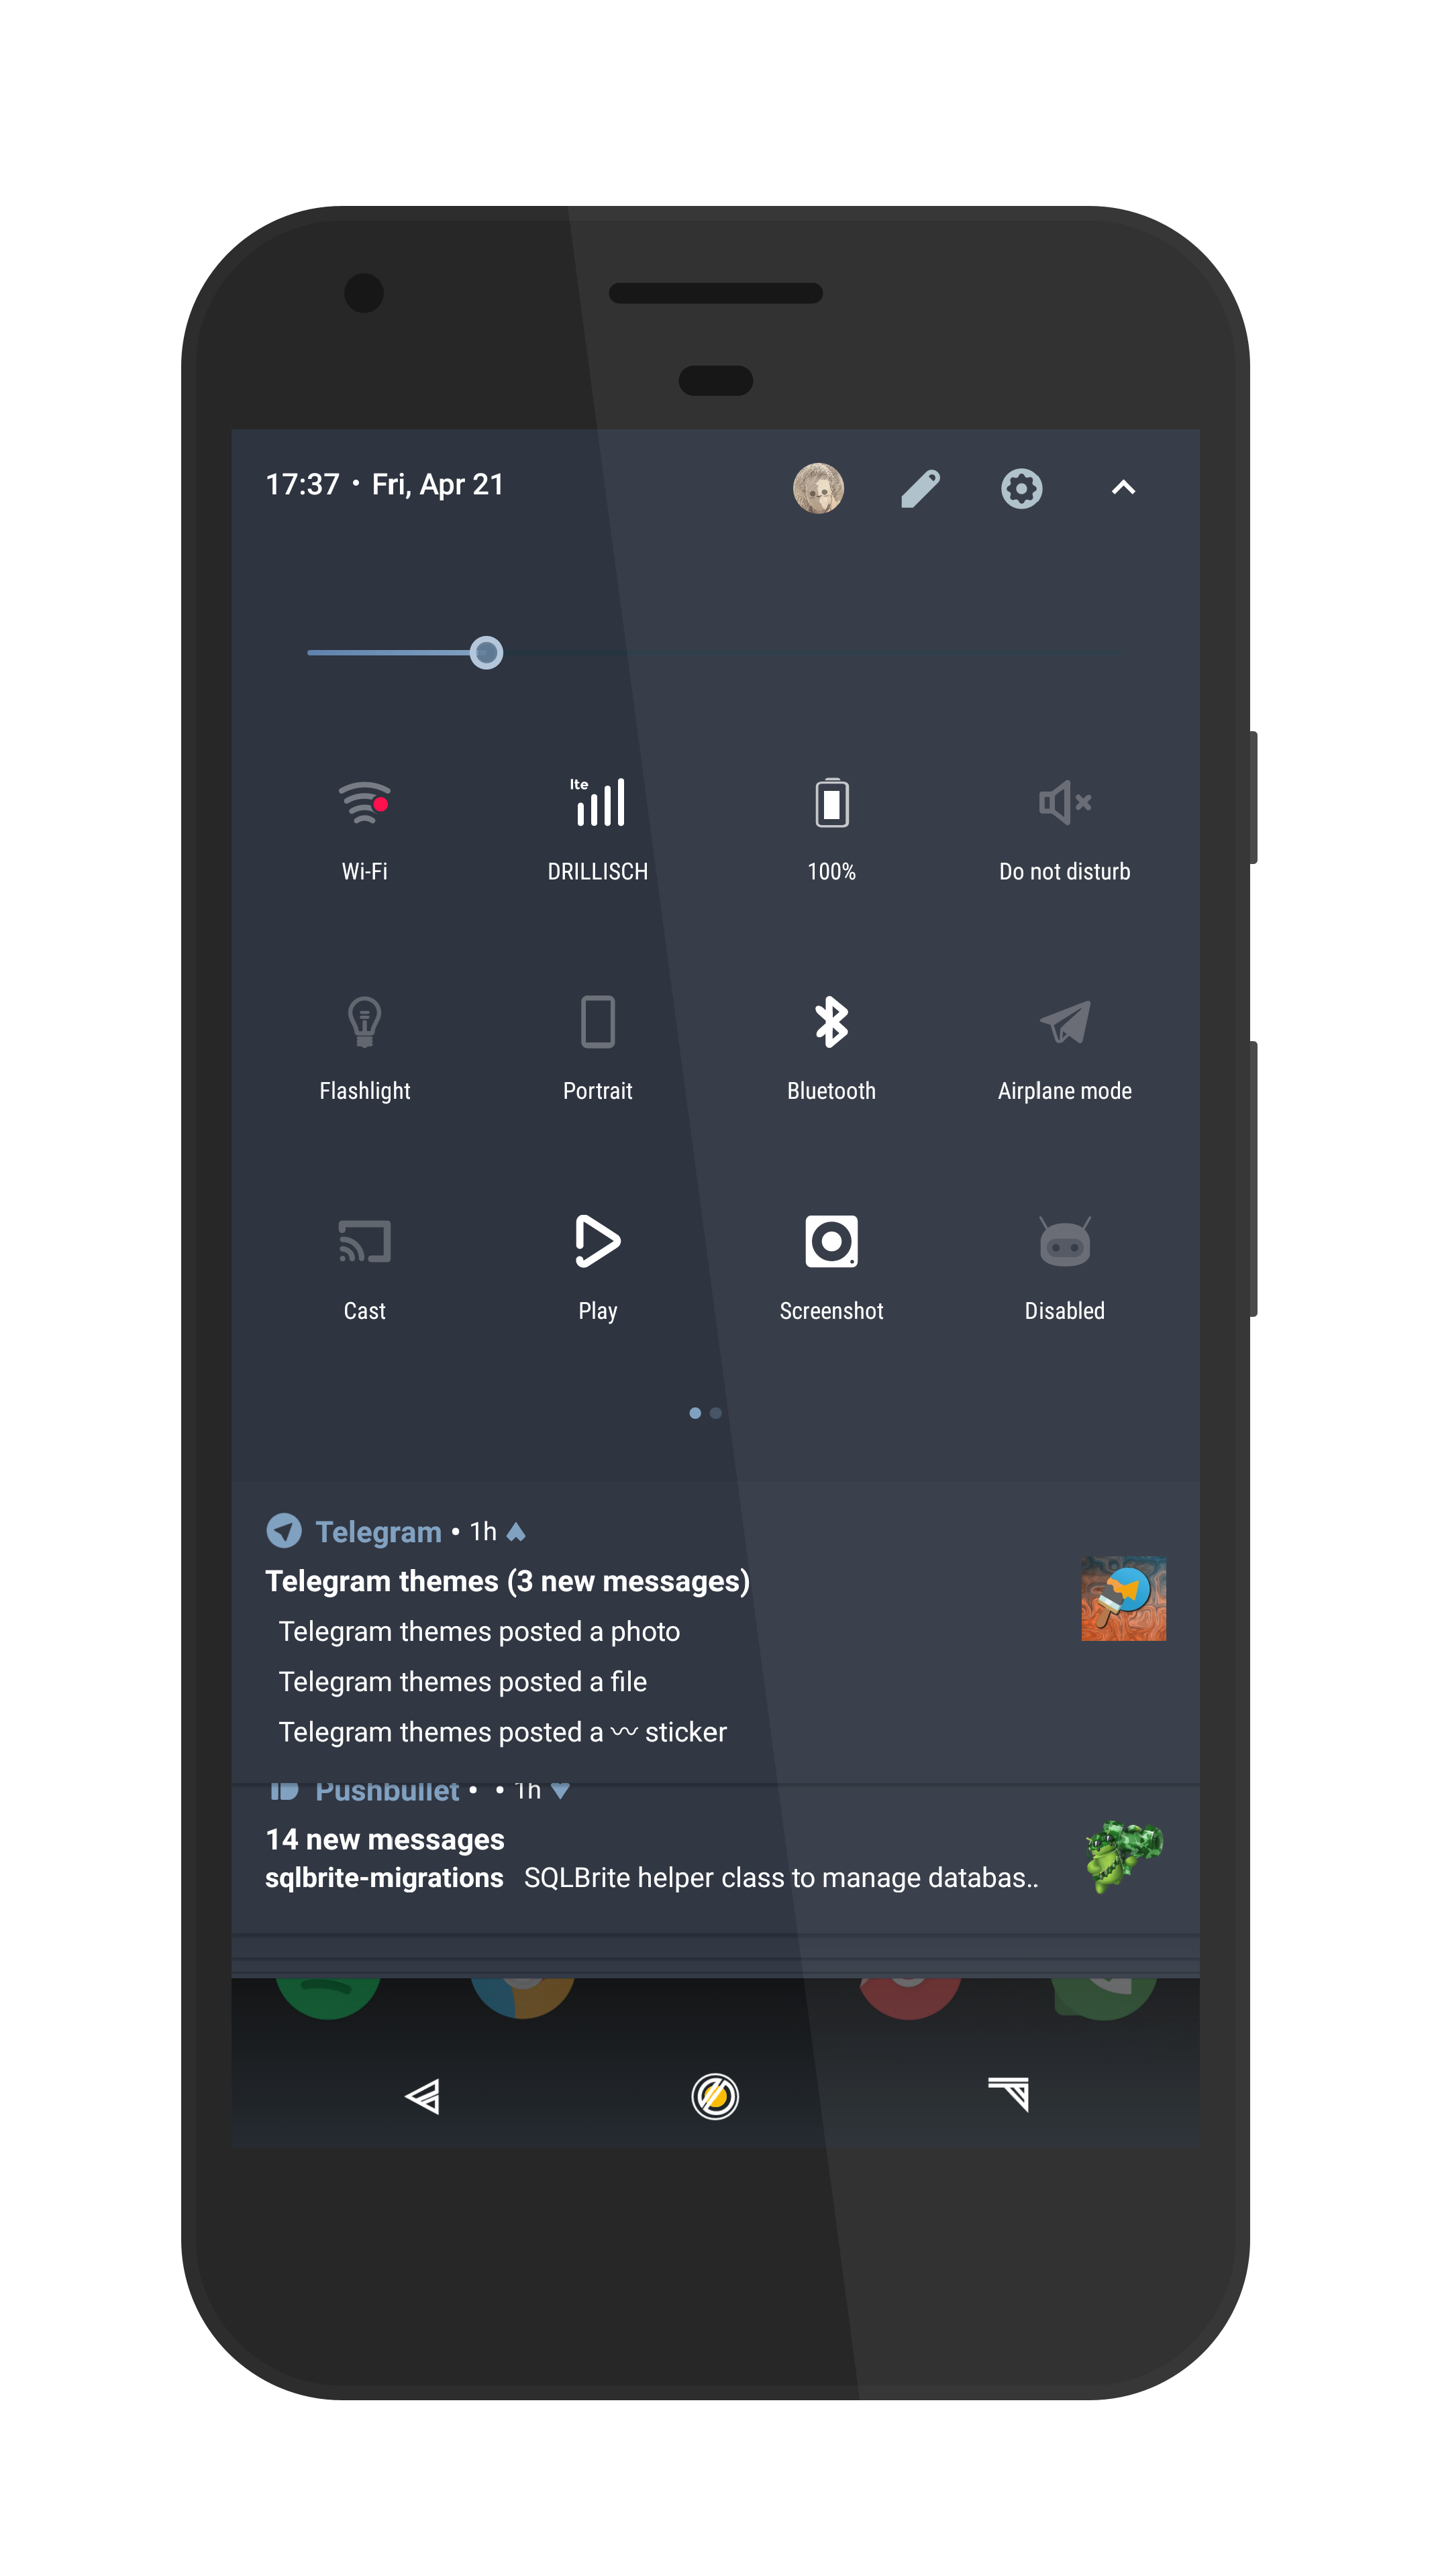 17:37 • Fri, Apr 21
lte
Wi-Fi DRILLISCH 100% Do not disturb
Flashlight Portrait Bluetooth Airplane mode
Cast Play Screenshot Disabled
Telegram • 1h
Telegram themes (3 new messages)
Telegram themes posted a photo
Telegram themes posted a file
Telegram themes posted a 〰 sticker
Pushbullet • • 1h
14 new messages
sqlbrite-migrations SQLBrite helper class to manage databas..